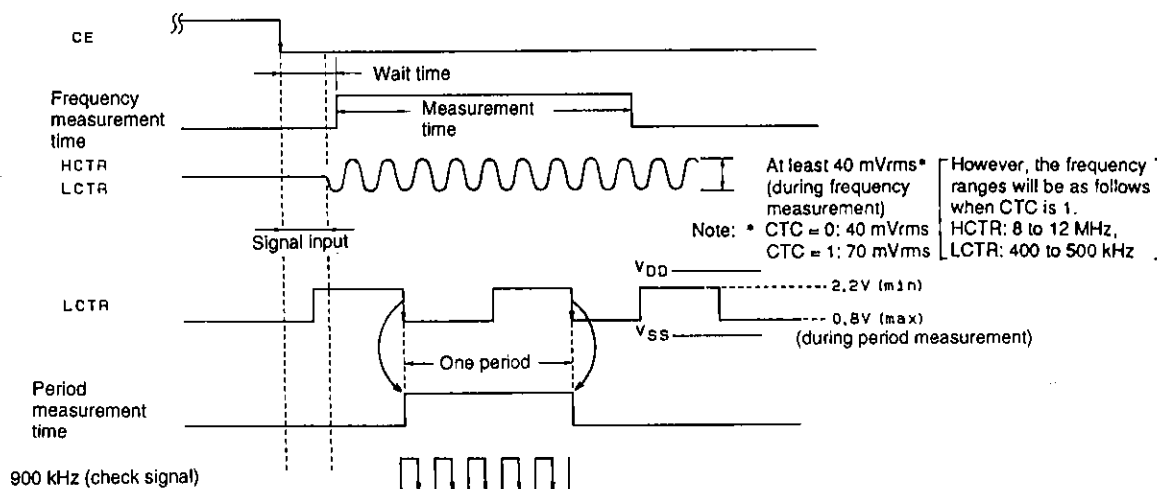 CE
Wait time
Frequency
measurement
time
Measurement
time
HCTR
LCTR
At least 40 mVrms*
(during frequency
measurement)
Note: * CTC = 0: 40 mVrms
CTC = 1: 70 mVrms
However, the frequency
ranges will be as follows
when CTC is 1.
HCTR: 8 to 12 MHz,
LCTR: 400 to 500 kHz
Signal input
VDD
2.2V (min)
LCTR
0.8V (max)
VSS
(during period measurement)
One period
Period
measurement
time
900 kHz (check signal)